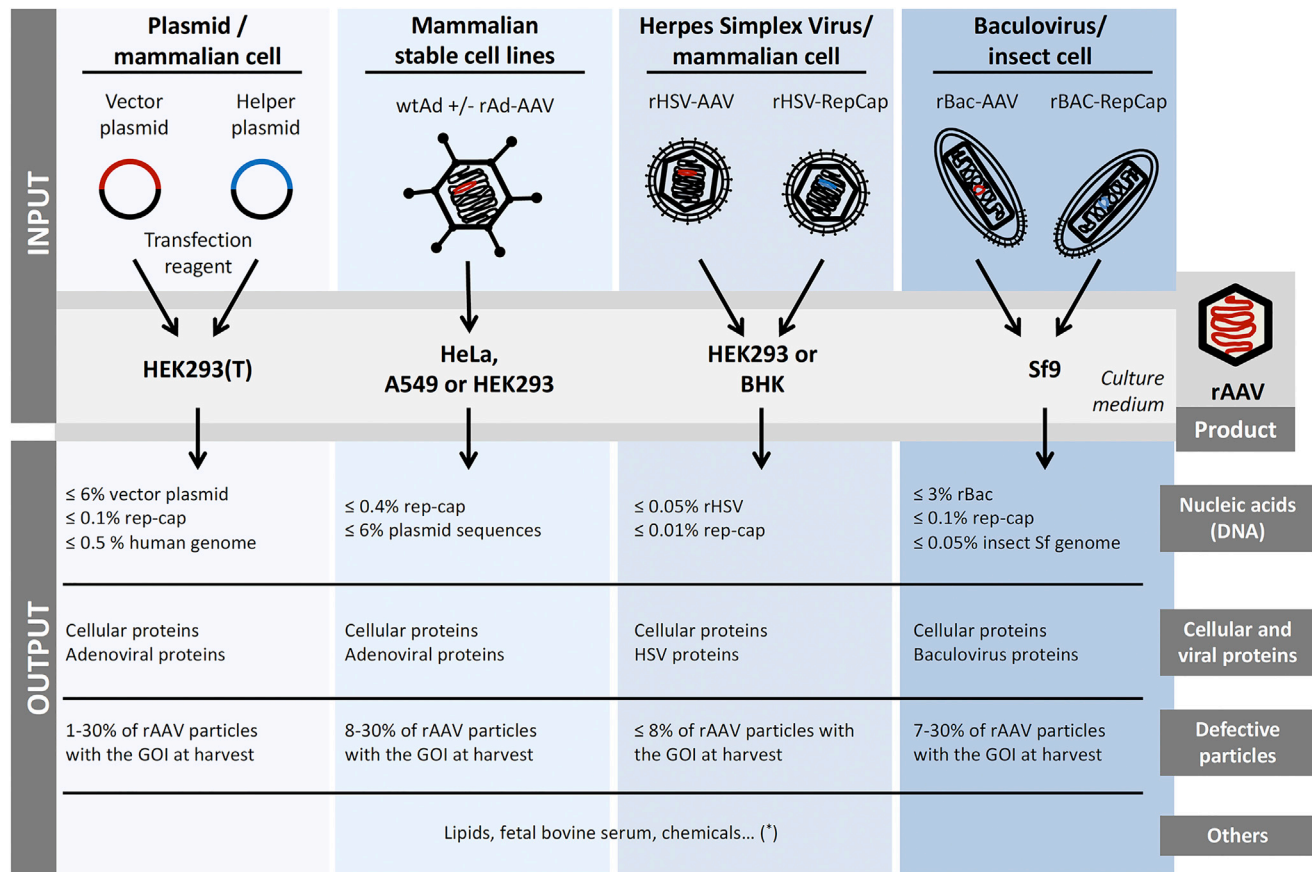 INPUT
Plasmid /
mammalian cell
Vector
plasmid
Helper
plasmid
Transfection
reagent
Mammalian
stable cell lines
wtAd +/- rAd-AAV
Herpes Simplex Virus/
mammalian cell
rHSV-AAV
rHSV-RepCap
Baculovirus/
insect cell
rBac-AAV
rBAC-RepCap
HEK293(T)
HeLa,
A549 or HEK293
HEK293 or
BHK
Sf9
Culture
medium
rAAV
Product
OUTPUT
≤ 6% vector plasmid
≤ 0.1% rep-cap
≤ 0.5 % human genome
≤ 0.4% rep-cap
≤ 6% plasmid sequences
≤ 0.05% rHSV
≤ 0.01% rep-cap
≤ 3% rBac
≤ 0.1% rep-cap
≤ 0.05% insect Sf genome
Nucleic acids
(DNA)
Cellular proteins
Adenoviral proteins
Cellular proteins
Adenoviral proteins
Cellular proteins
HSV proteins
Cellular proteins
Baculovirus proteins
Cellular and
viral proteins
1-30% of rAAV particles
with the GOI at harvest
8-30% of rAAV particles
with the GOI at harvest
≤ 8% of rAAV particles with
the GOI at harvest
7-30% of rAAV particles
with the GOI at harvest
Defective
particles
Lipids, fetal bovine serum, chemicals... (*)
Others